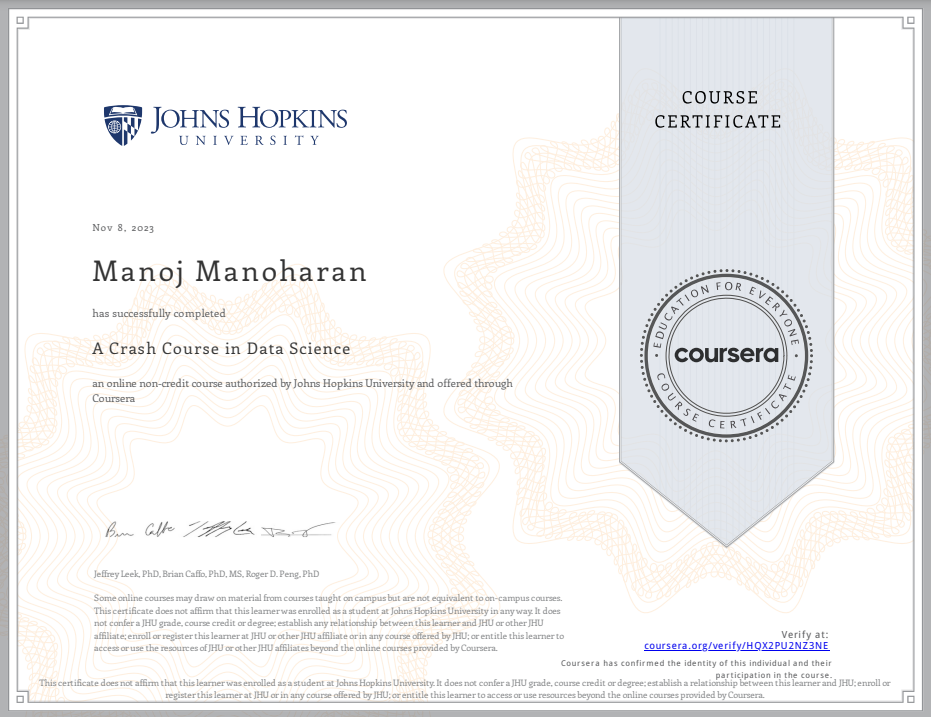 COURSE
CERTIFICATE
JOHNS HOPKINS
UNIVERSITY
Nov 8, 2023
Manoj Manoharan
has successfully completed
A Crash Course in Data Science
an online non-credit course authorized by Johns Hopkins University and offered through
Coursera
EDUCATION FOR EVERYONE
coursera
COURSE CERTIFICATE
Jeffrey Leek, PhD, Brian Caffo, PhD, MS, Roger D. Peng, PhD
Some online courses may draw on material from courses taught on campus but are not equivalent to on-campus courses.
This certificate does not affirm that this learner was enrolled as a student at Johns Hopkins University in any way. It does
not confer a JHU grade, course credit or degree; establish any relationship between this learner and JHU or other JHU
affiliate; enroll or register this learner at JHU or other JHU affiliate or in any course offered by JHU; or entitle this learner to
access or use the resources of JHU or other JHU affiliates beyond the online courses provided by Coursera.
Verify at:
coursera.org/verify/HQX2PU2NZ3NE
Coursera has confirmed the identity of this individual and their
participation in the course.
This certificate does not affirm that this learner was enrolled as a student at Johns Hopkins University. It does not confer a JHU grade, course credit or degree; establish a relationship between this learner and JHU; enroll or
register this learner at JHU or in any course offered by JHU; or entitle this learner to access or use resources beyond the online courses provided by Coursera.